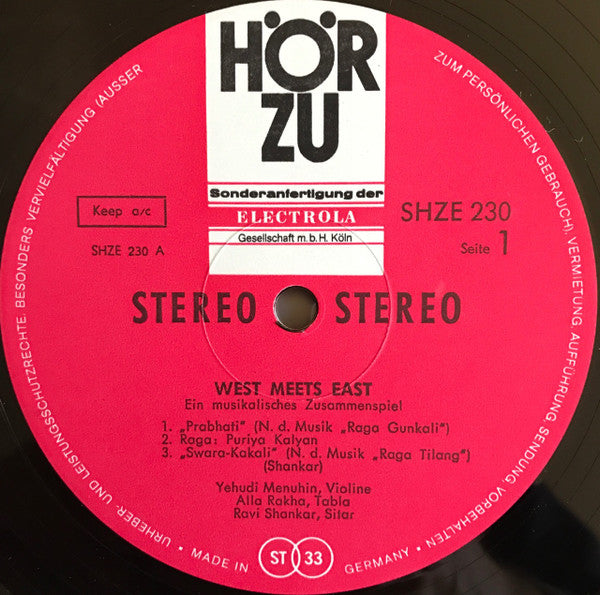 HÖR
ZU
Sonderanfertigung der
ELECTROLA
Gesellschaft m.b.H. Köln
Keep a/c
SHZE 230 A
SHZE 230
Seite 1
STEREO STEREO
WEST MEETS EAST
Ein musikalisches Zusammenspiel
1. „Prabhati" (N. d. Musik „Raga Gunkali")
2. Raga: Puriya Kalyan
3. „Swara-Kakali" (N. d. Musik „Raga Tilang")
(Shankar)
Yehudi Menuhin, Violine
Alla Rakha, Tabla
Ravi Shankar, Sitar
ST 33
MADE IN GERMANY • URHEBER- UND LEISTUNGSSCHUTZRECHTE. BESONDERS VERVIELFÄLTIGUNG (AUSSER ZUM PERSÖNLICHEN GEBRAUCH), VERMIETUNG, AUFFÜHRUNG, SENDUNG VORBEHALTEN •